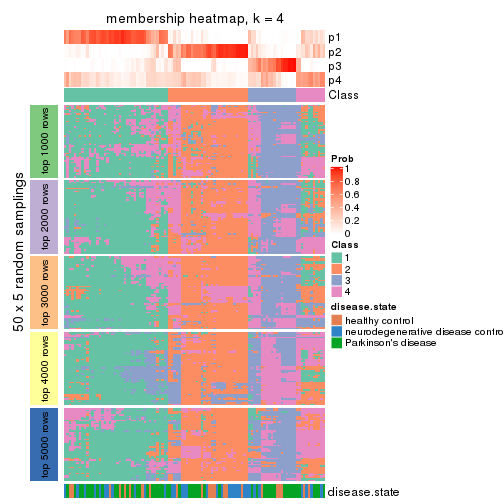 membership heatmap, k = 4
p1
p2
p3
p4
Class
50 x 5 random samplings
top 1000 rows
top 2000 rows
top 3000 rows
top 4000 rows
top 5000 rows
Prob
1
0.8
0.6
0.4
0.2
0
Class
1
2
3
4
disease.state
healthy control
neurodegenerative disease contro
Parkinson's disease
disease.state